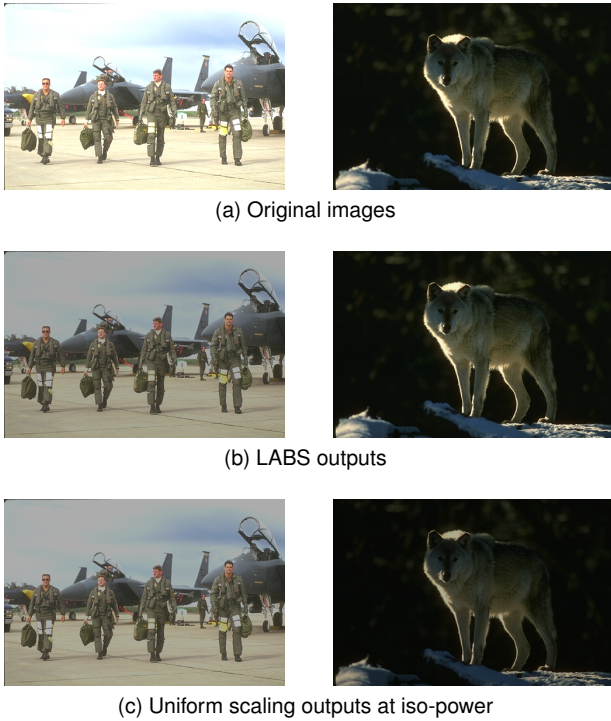 (a) Original images
(b) LABS outputs
(c) Uniform scaling outputs at iso-power